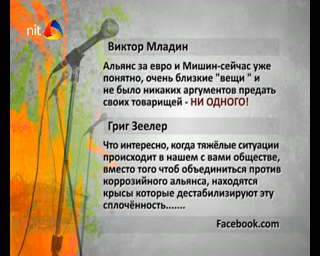 nit
Виктор Младин
Альянс за евро и Мишин-сейчас уже
понятно, очень близкие "вещи " и
не было никаких аргументов предать
своих товарищей - НИ ОДНОГО!
Григ Зеелер
Что интересно, когда тяжёлые ситуации
происходит в нашем с вами обществе,
вместо того чтоб объединиться против
коррозийного альянса, находятся
крысы которые дестабилизируют эту
сплочённость.......
Facebook.com